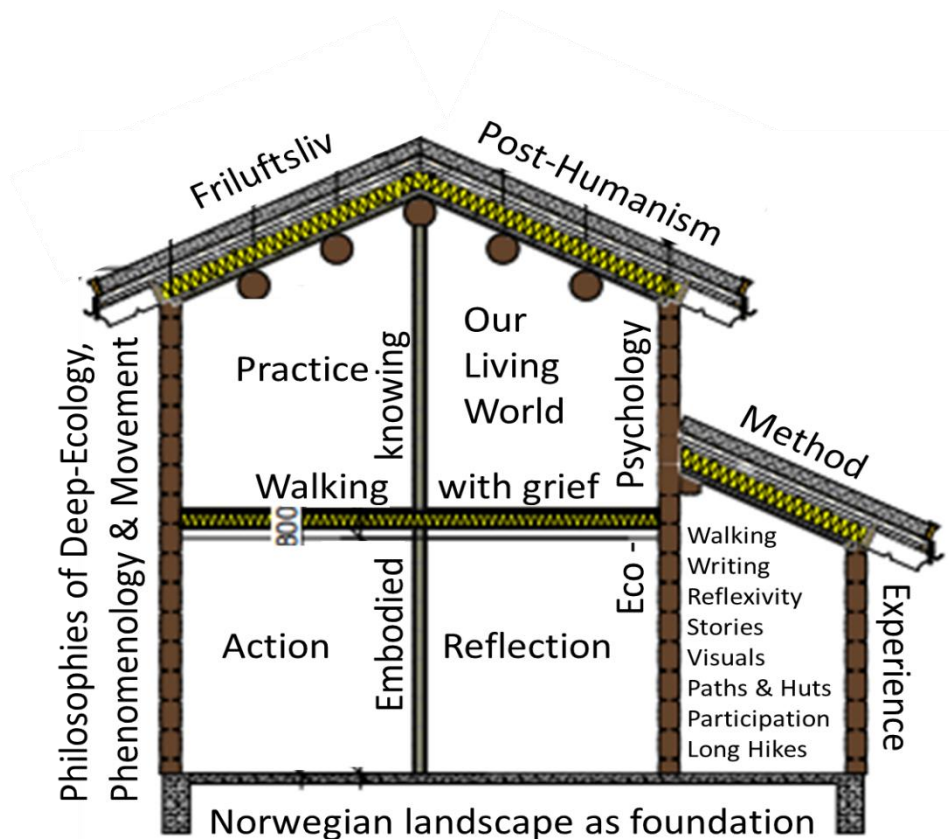 Friluftsliv
Post-Humanism
Philosophies of Deep-Ecology,
Phenomenology & Movement
Practice
knowing
Our
Living
World
Psychology
Method
Walking with grief
Embodied
Eco -
Action
Reflection
Walking
Writing
Reflexivity
Stories
Visuals
Paths & Huts
Participation
Long Hikes
Experience
Norwegian landscape as foundation